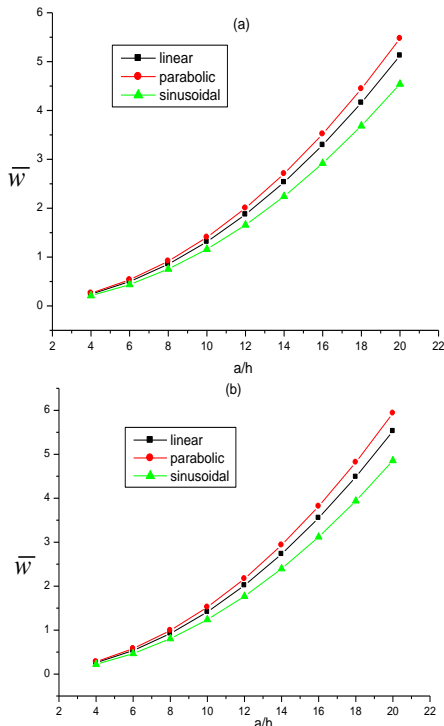 (a)
6
linear
parabolic
sinusoidal
5
4
3
w̅
2
1
0
2 4 6 8 10 12 14 16 18 20 22
a/h
(b)
6
linear
parabolic
sinusoidal
5
4
3
w̅
2
1
0
2 4 6 8 10 12 14 16 18 20 22
a/h